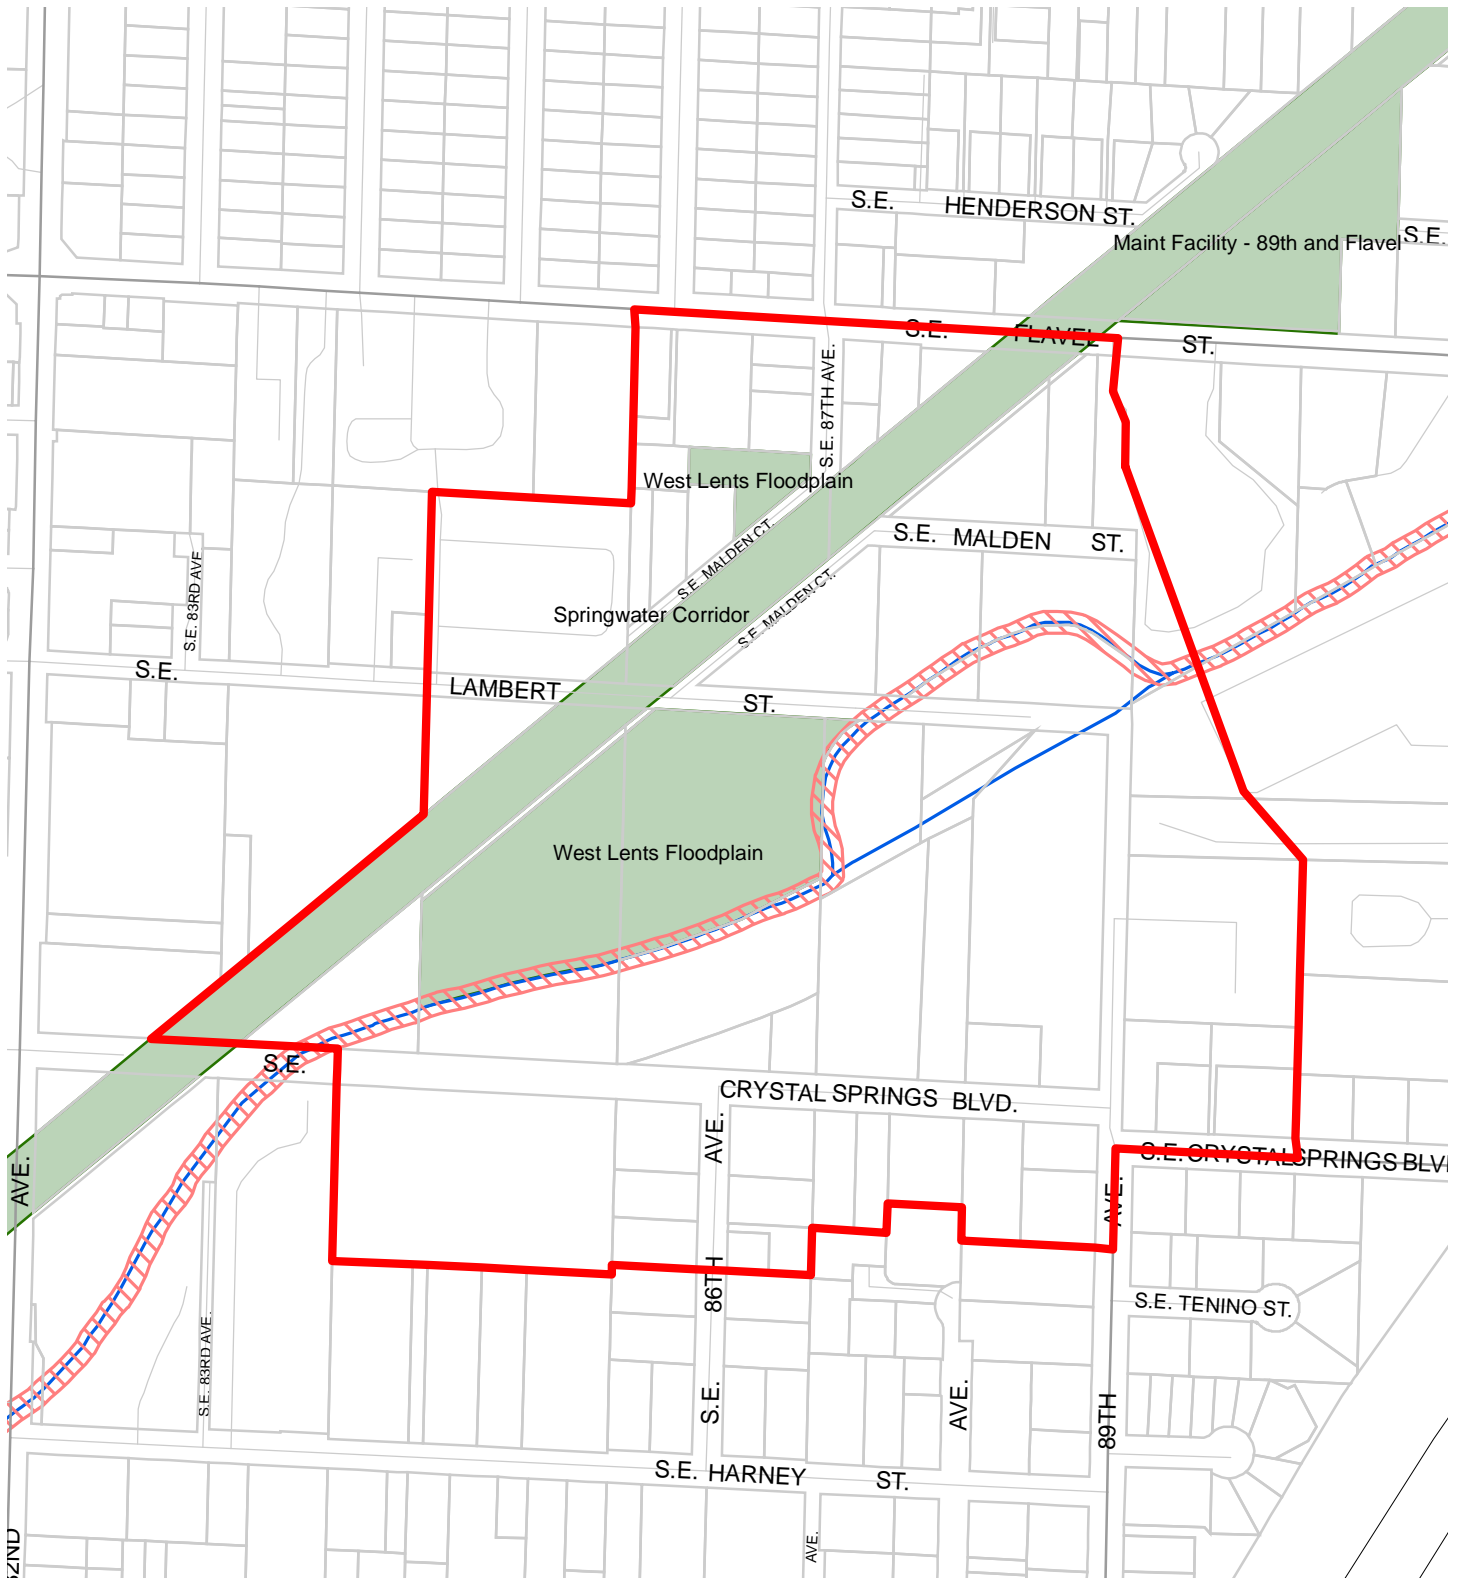 S.E. HENDERSON ST.
Maint Facility - 89th and Flavel
S.E.
S.E. FLAVEL ST.
S.E. 87TH AVE.
West Lents Floodplain
S.E. MALDEN CT.
S.E. MALDEN ST.
S.E. 83RD AVE
S.E. MALDEN CT.
Springwater Corridor
S.E. LAMBERT ST.
West Lents Floodplain
S.E. CRYSTAL SPRINGS BLVD.
AVE.
S.E. CRYSTAL SPRINGS BLV
S.E. 86TH AVE.
S.E. TENINO ST.
S.E. 83RD AVE.
AVE.
89TH AVE.
S.E. HARNEY ST.
AVE.
2ND